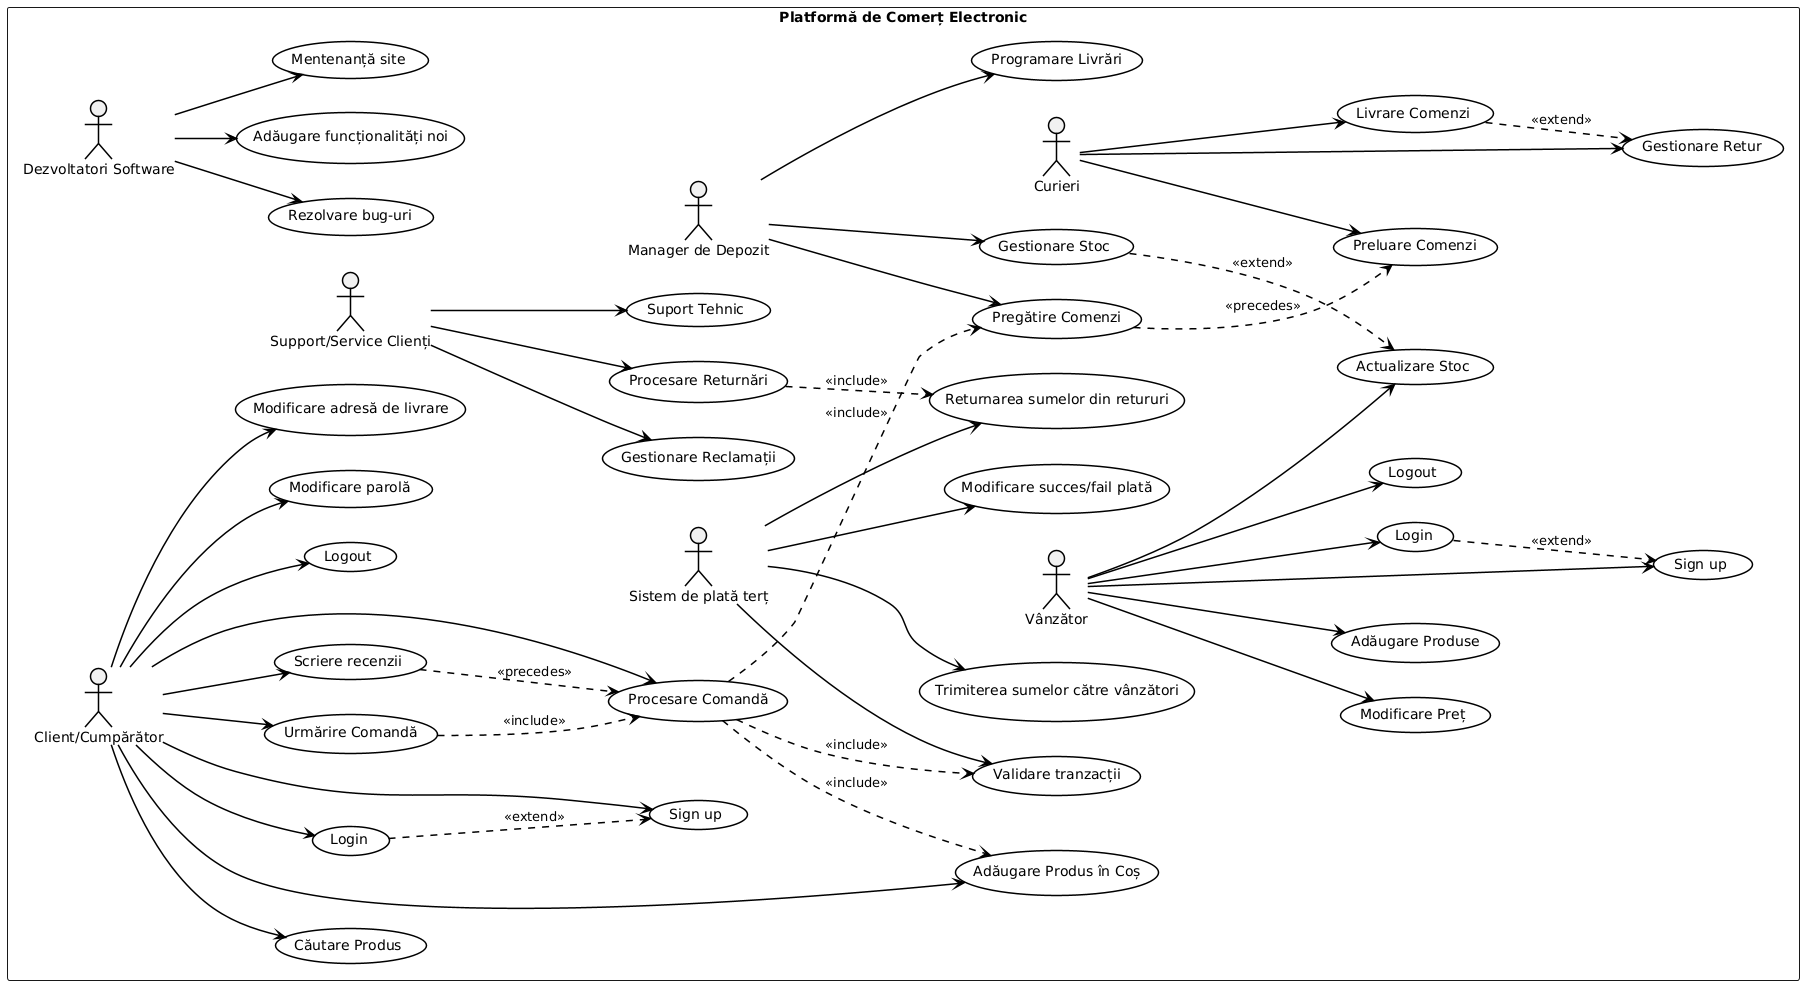 Platformă de Comerț Electronic
Mentenanță site
Adăugare funcționalități noi
Dezvoltatori Software
Rezolvare bug-uri
Programare Livrări
Livrare Comenzi
«extend»
Gestionare Retur
Curieri
Manager de Depozit
Gestionare Stoc
Preluare Comenzi
«extend»
Support/Service Clienți
Suport Tehnic
Pregătire Comenzi
«precedes»
Actualizare Stoc
Procesare Returnări
«include»
Returnarea sumelor din retururi
«include»
Modificare adresă de livrare
Gestionare Reclamații
Modificare parolă
Modificare succes/fail plată
Logout
Logout
Login
«extend»
Sign up
Sistem de plată terț
Vânzător
Adăugare Produse
Scriere recenzii
«precedes»
Procesare Comandă
Trimiterea sumelor către vânzători
Modificare Preț
Client/Cumpărător
Urmărire Comandă
«include»
«include»
Validare tranzacții
«include»
Sign up
Login
«extend»
Adăugare Produs în Coș
Căutare Produs